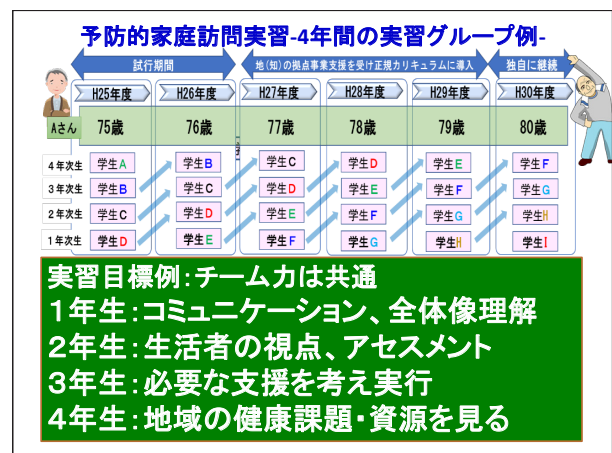 予防的家庭訪問実習-4年間の実習グループ例-
試行期間 地(知)の拠点事業支援を受け正規カリキュラムに導入 独自に継続
H25年度 H26年度 H27年度 H28年度 H29年度 H30年度
Aさん 75歳 76歳 77歳 78歳 79歳 80歳
4年次生 学生A 学生B 学生C 学生D 学生E 学生F
3年次生 学生B 学生C 学生D 学生E 学生F 学生G
2年次生 学生C 学生D 学生E 学生F 学生G 学生H
1年次生 学生D 学生E 学生F 学生G 学生H 学生I
実習目標例:チーム力は共通
1年生:コミュニケーション、全体像理解
2年生:生活者の視点、アセスメント
3年生:必要な支援を考え実行
4年生:地域の健康課題・資源を見る